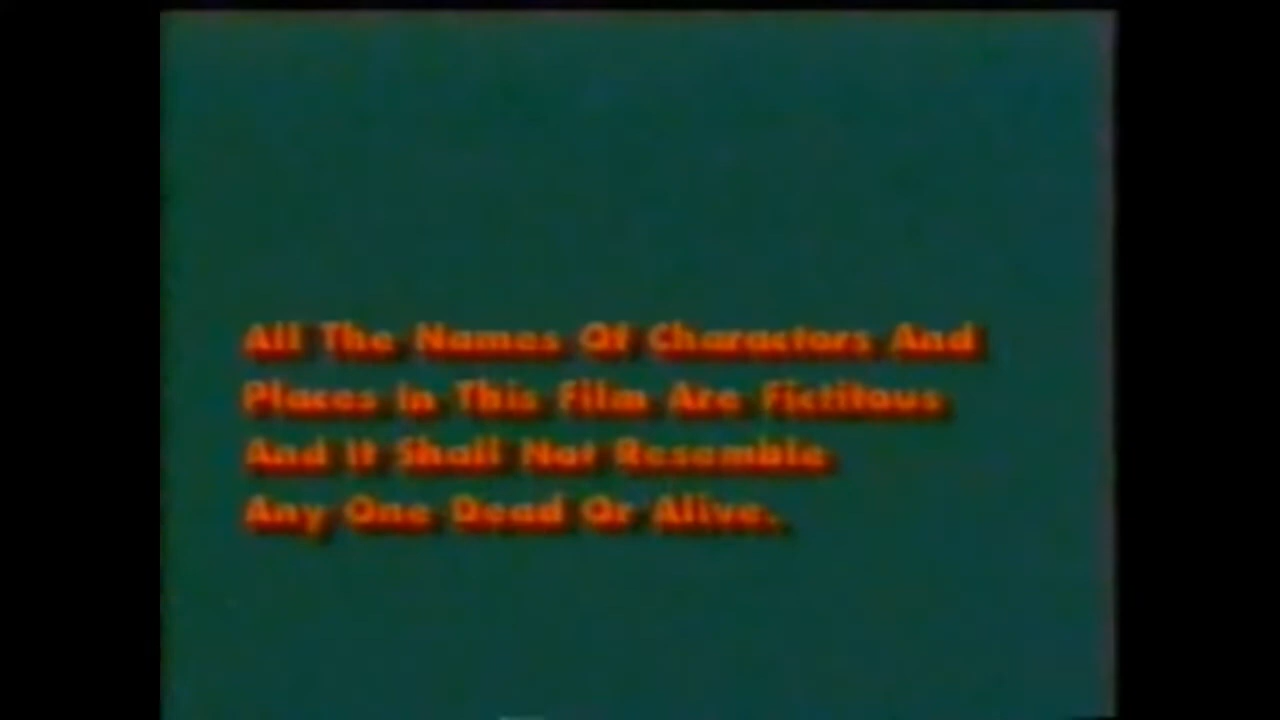 All The Names Of Charactors And
Places In This Film Are Fictitous
And It Shall Not Resemble
Any One Dead Or Alive.